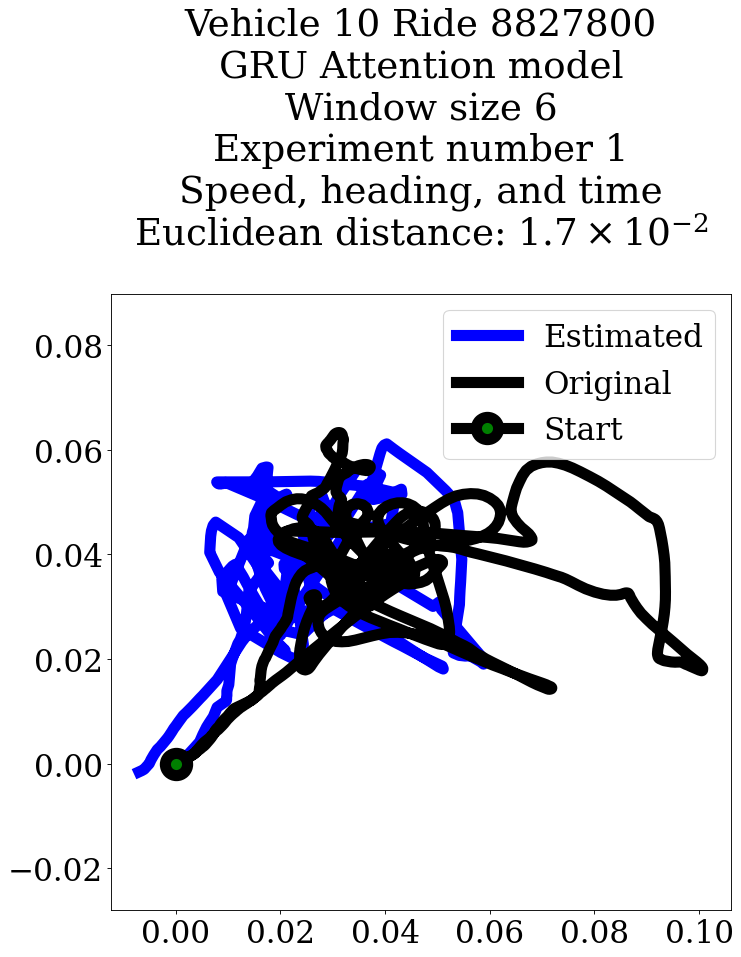 Vehicle 10 Ride 8827800
GRU Attention model
Window size 6
Experiment number 1
Speed, heading, and time
Euclidean distance: 1.7 × 10⁻²
Estimated
Original
Start
0.08
0.06
0.04
0.02
0.00
−0.02
0.00 0.02 0.04 0.06 0.08 0.10